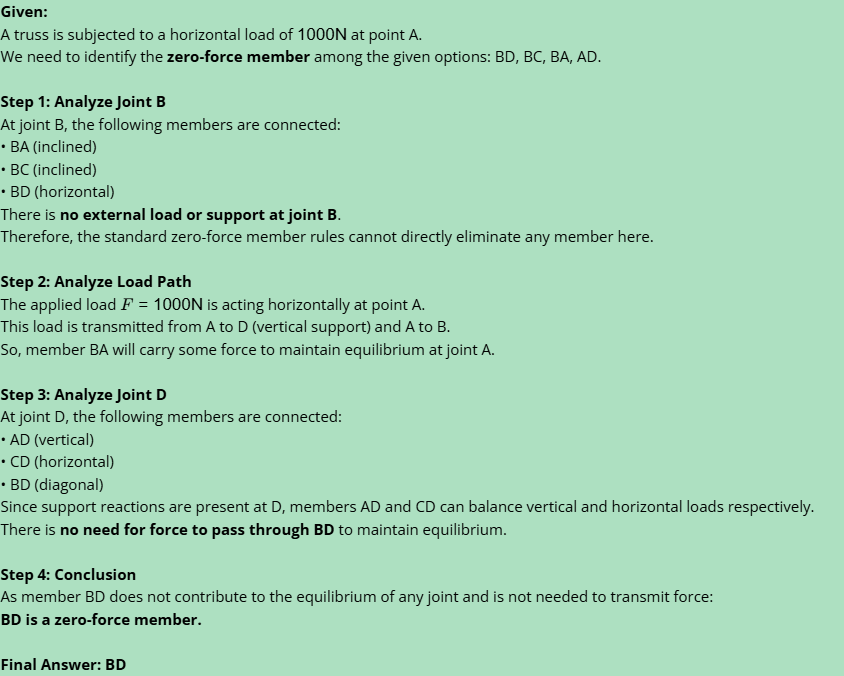 Given:
A truss is subjected to a horizontal load of 1000N at point A.
We need to identify the zero-force member among the given options: BD, BC, BA, AD.
Step 1: Analyze Joint B
At joint B, the following members are connected:
• BA (inclined)
• BC (inclined)
• BD (horizontal)
There is no external load or support at joint B.
Therefore, the standard zero-force member rules cannot directly eliminate any member here.
Step 2: Analyze Load Path
The applied load F = 1000N is acting horizontally at point A.
This load is transmitted from A to D (vertical support) and A to B.
So, member BA will carry some force to maintain equilibrium at joint A.
Step 3: Analyze Joint D
At joint D, the following members are connected:
• AD (vertical)
• CD (horizontal)
• BD (diagonal)
Since support reactions are present at D, members AD and CD can balance vertical and horizontal loads respectively.
There is no need for force to pass through BD to maintain equilibrium.
Step 4: Conclusion
As member BD does not contribute to the equilibrium of any joint and is not needed to transmit force:
BD is a zero-force member.
Final Answer: BD